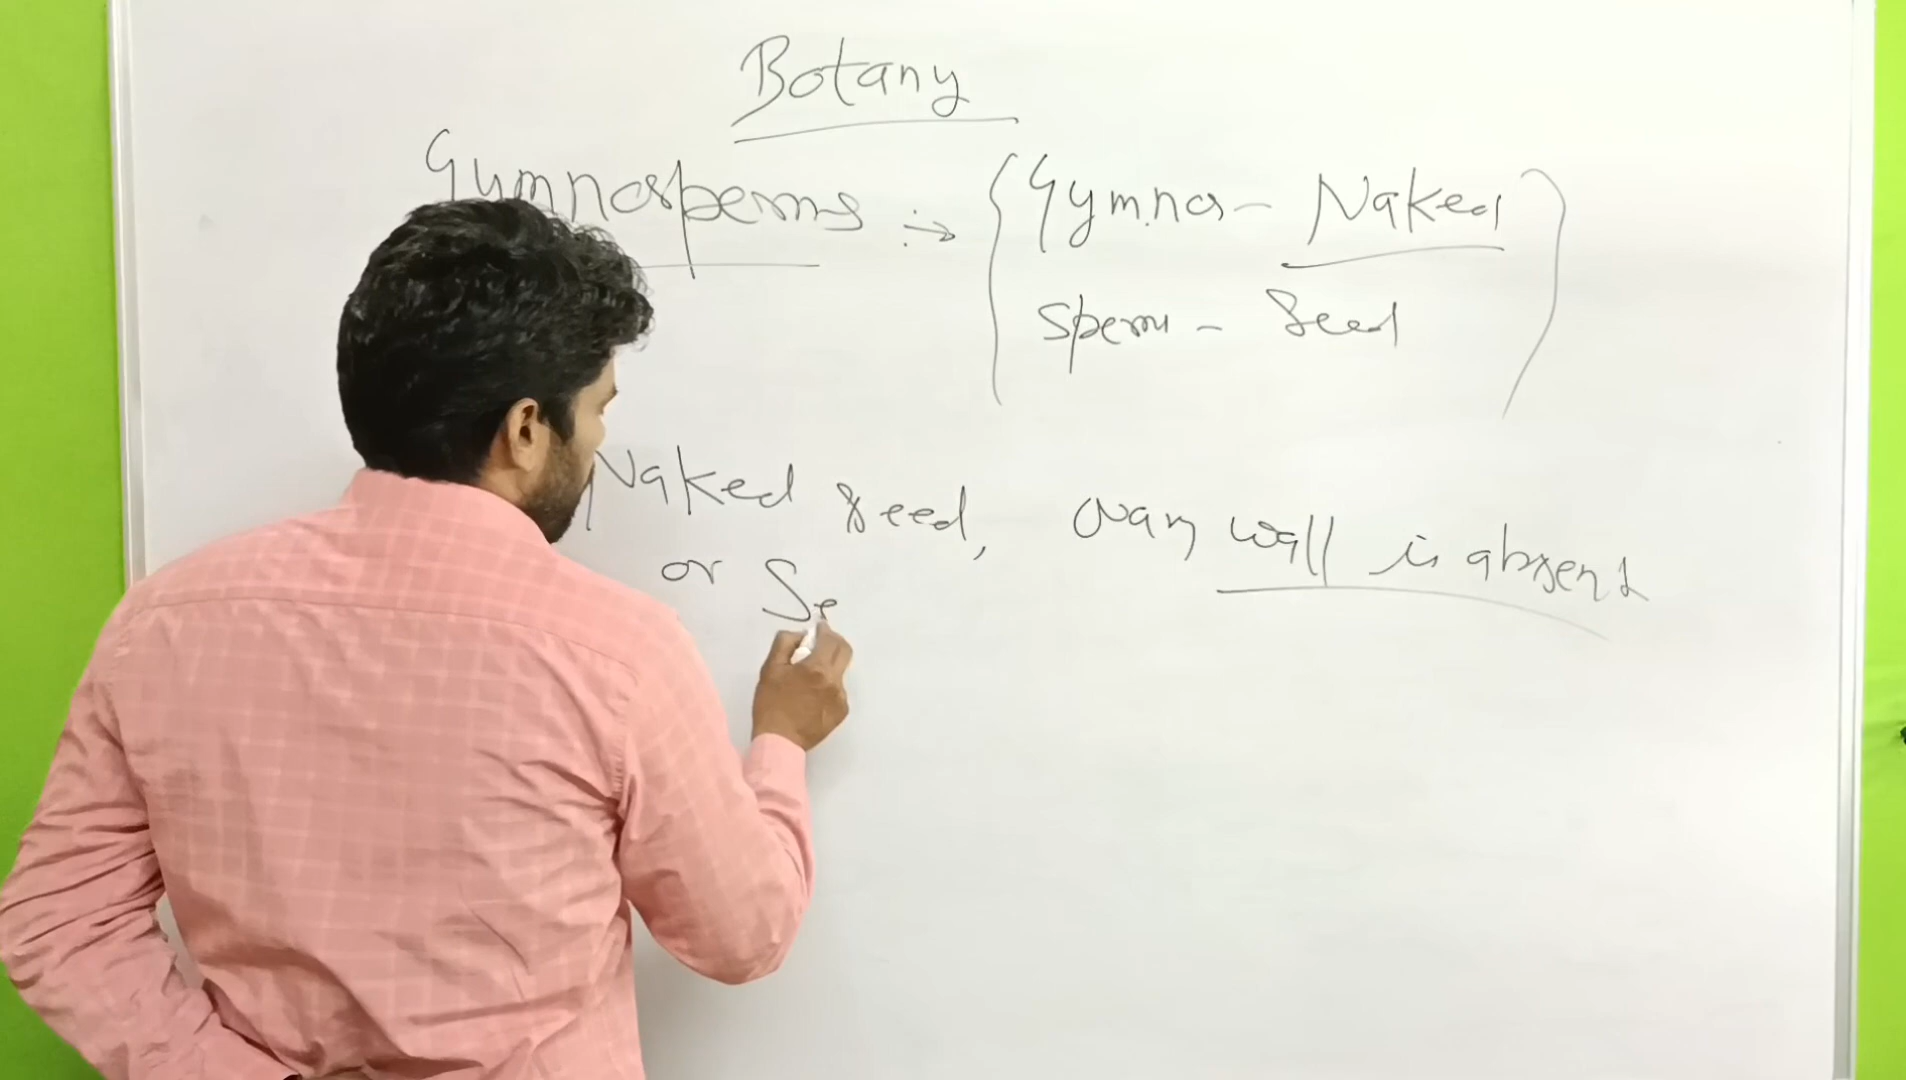 Botany
Gymnosperms :→ { Gymnos - Naked
Sperm - Seed }
Naked seed, ovary wall is absent
or Se